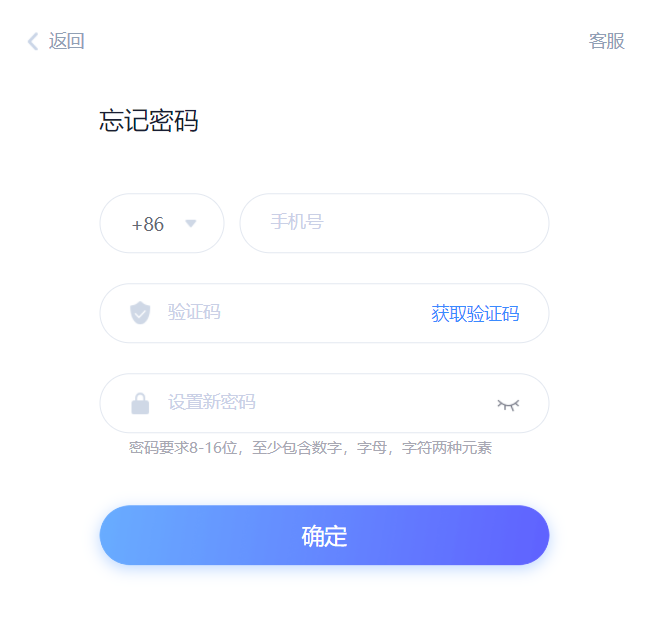 返回
客服
忘记密码
+86
手机号
验证码
获取验证码
设置新密码
密码要求8-16位，至少包含数字，字母，字符两种元素
确定